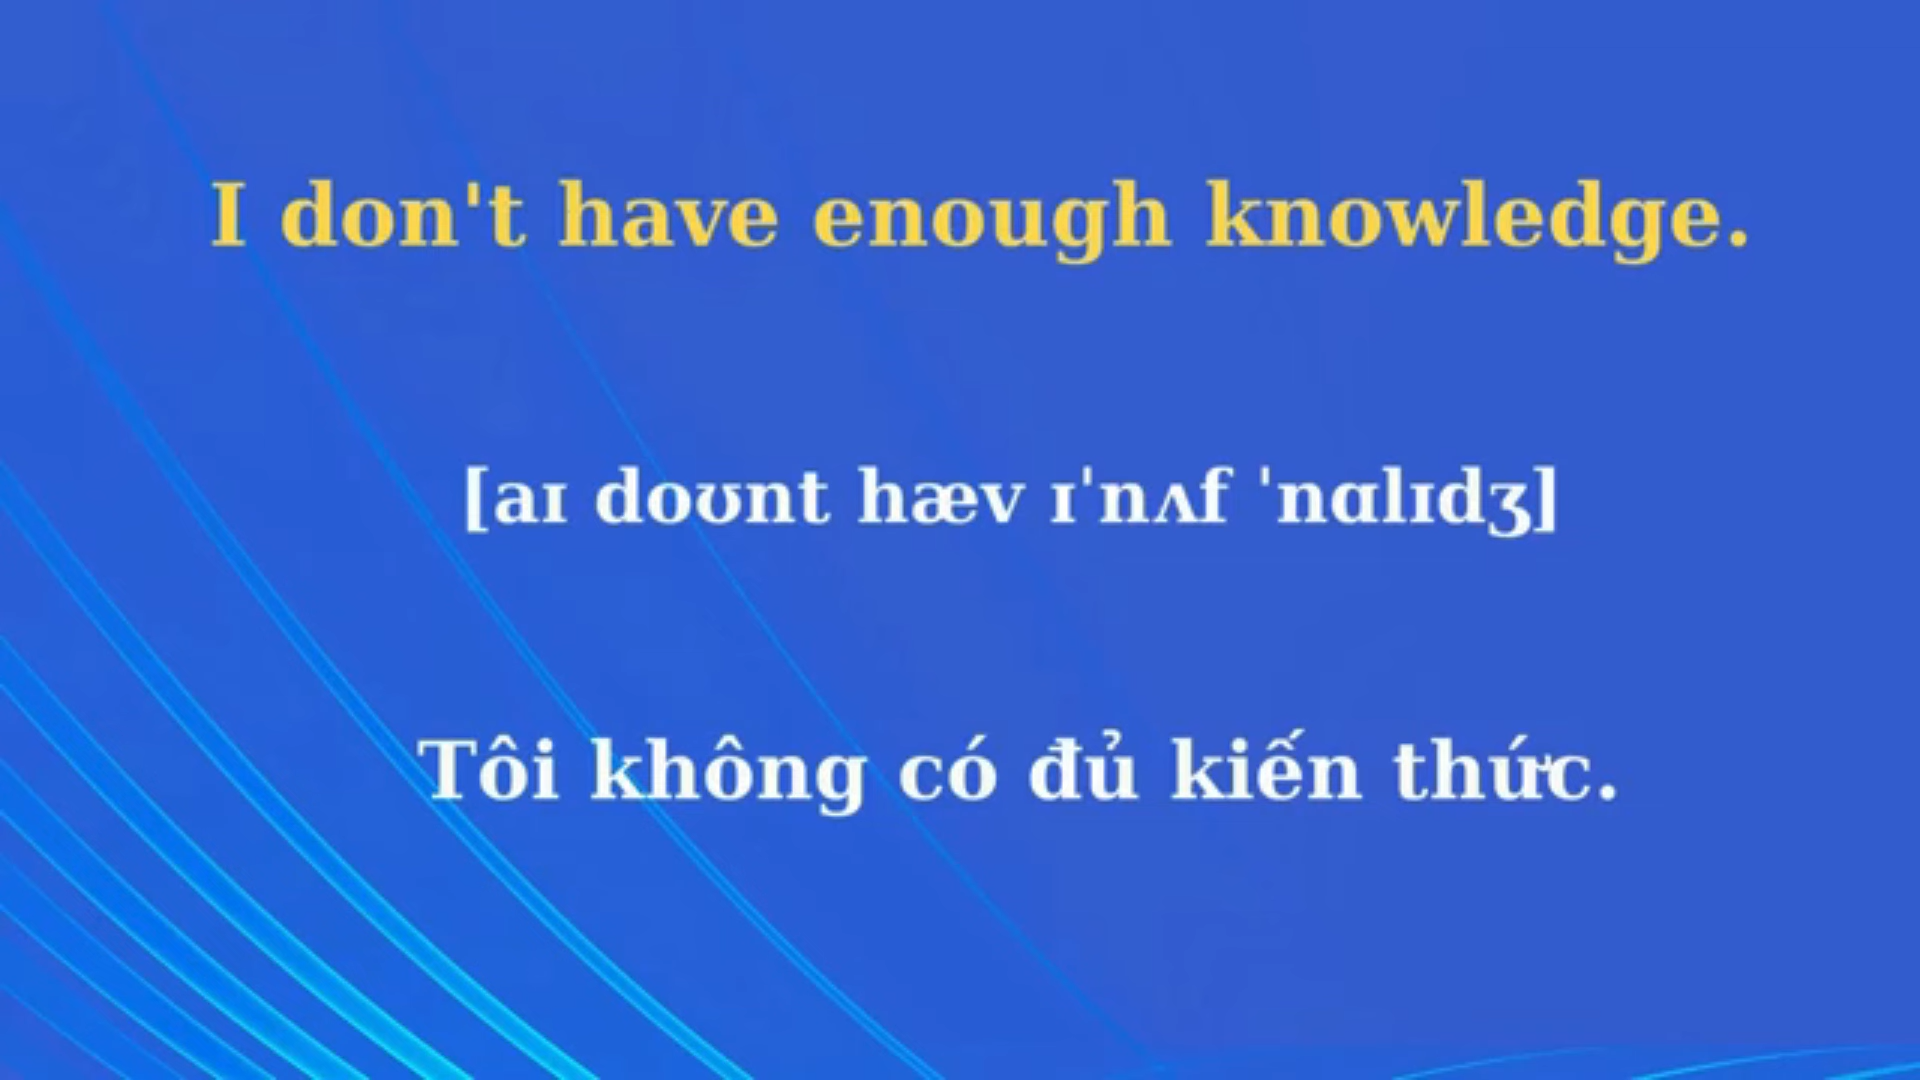 I don't have enough knowledge.
[aɪ doʊnt hæv ɪˈnʌf ˈnɑlɪdʒ]
Tôi không có đủ kiến thức.